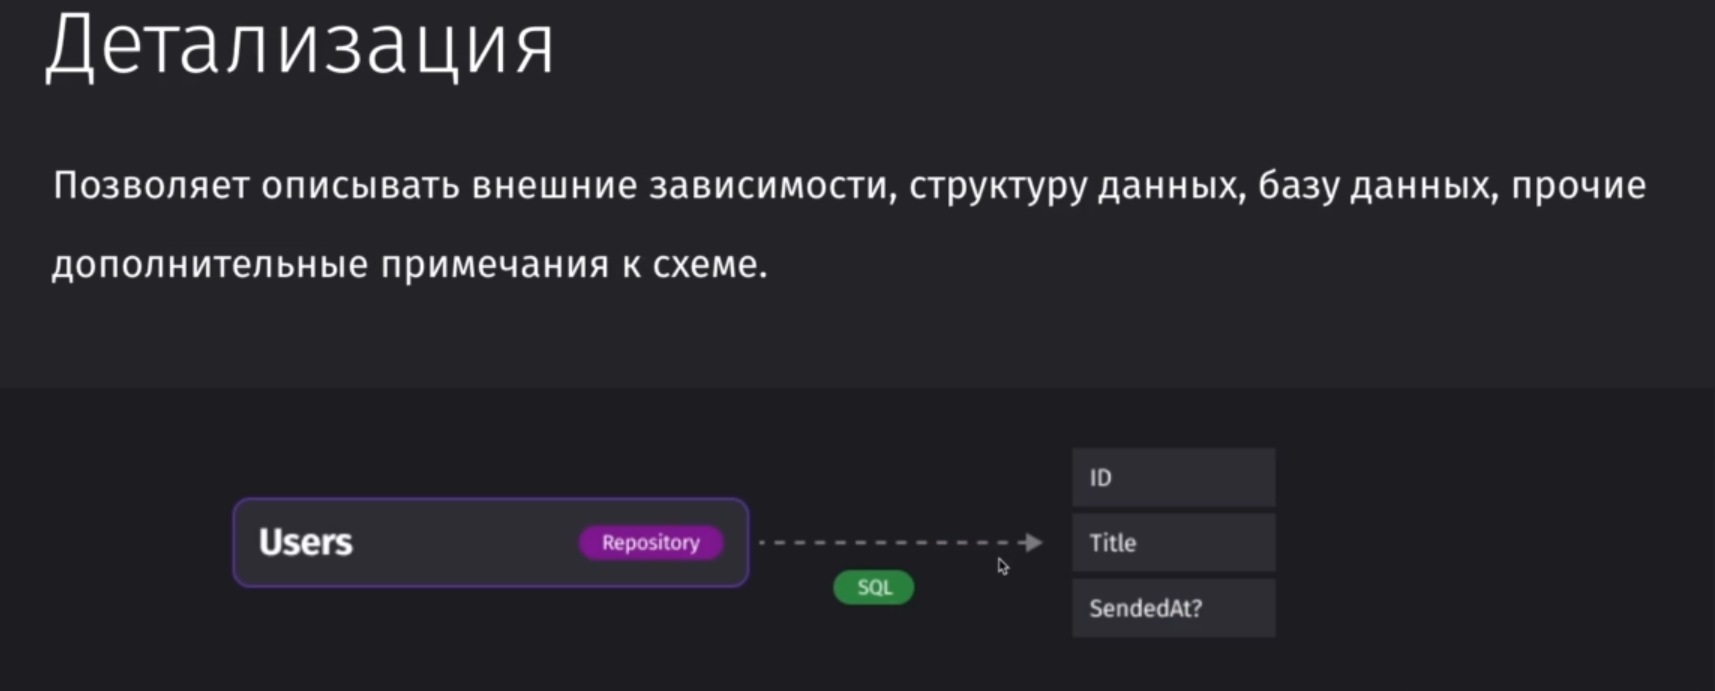 Детализация
Позволяет описывать внешние зависимости, структуру данных, базу данных, прочие
дополнительные примечания к схеме.
Users
Repository
SQL
ID
Title
SendedAt?